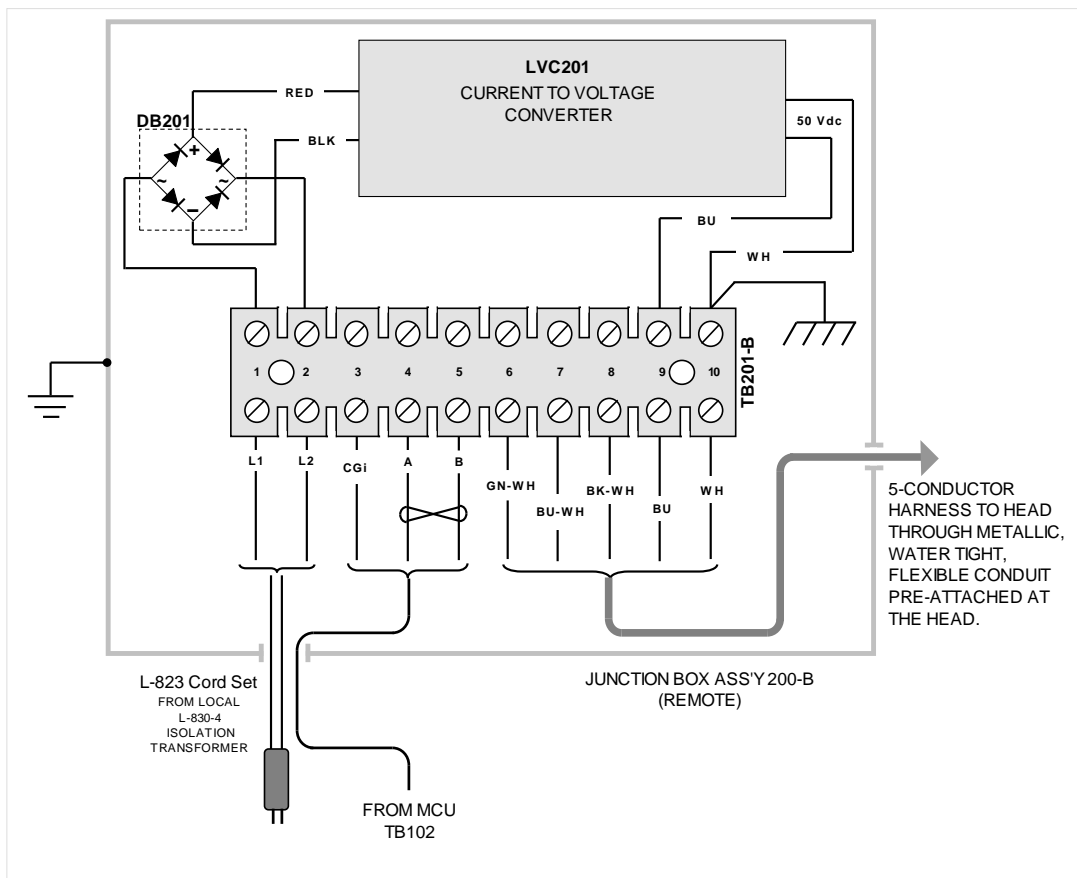 LVC201
CURRENT TO VOLTAGE
CONVERTER
RED
BLK
50 Vdc
DB201
+
~
~
−
BU
WH
1
2
3
4
5
6
7
8
9
10
TB201-B
L1
L2
CGi
A
B
GN-WH
BU-WH
BK-WH
BU
WH
5-CONDUCTOR
HARNESS TO HEAD
THROUGH METALLIC,
WATER TIGHT,
FLEXIBLE CONDUIT
PRE-ATTACHED AT
THE HEAD.
L-823 Cord Set
FROM LOCAL
L-830-4
ISOLATION
TRANSFORMER
JUNCTION BOX ASS'Y 200-B
(REMOTE)
FROM MCU
TB102